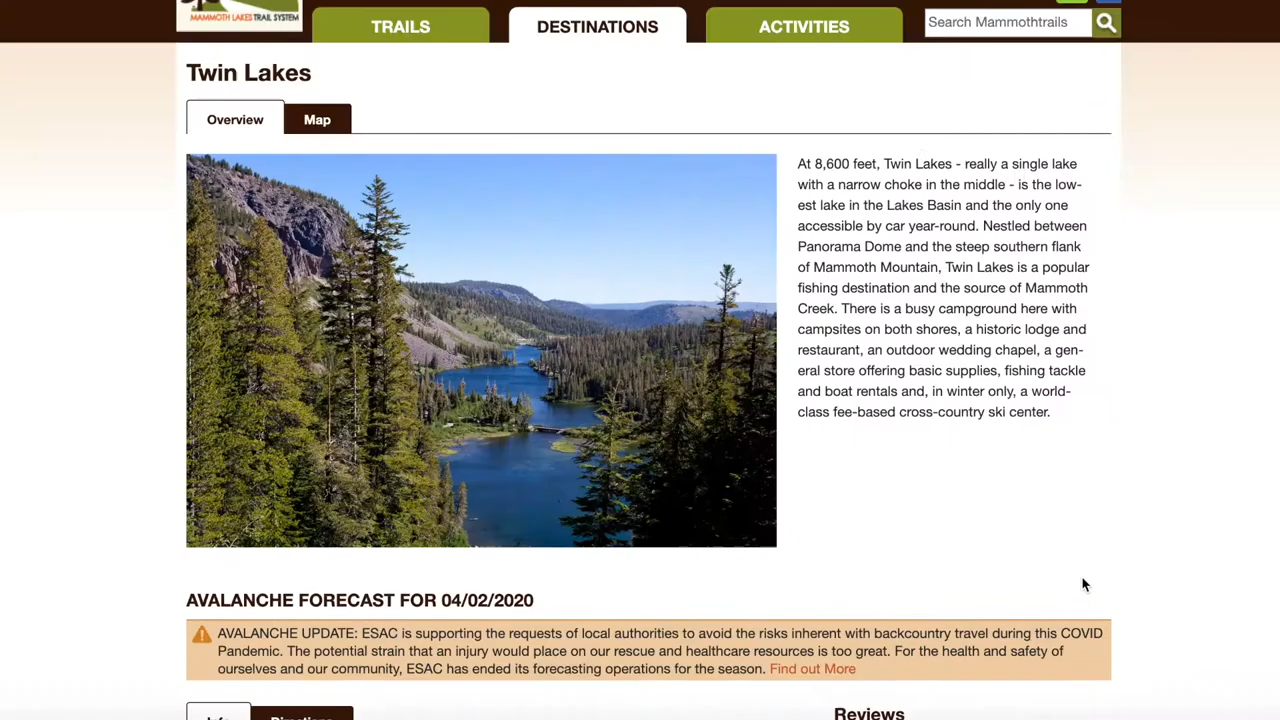 MAMMOTH LAKES TRAIL SYSTEM
TRAILS
DESTINATIONS
ACTIVITIES
Search Mammothtrails
Twin Lakes
Overview
Map
At 8,600 feet, Twin Lakes - really a single lake
with a narrow choke in the middle - is the low-
est lake in the Lakes Basin and the only one
accessible by car year-round. Nestled between
Panorama Dome and the steep southern flank
of Mammoth Mountain, Twin Lakes is a popular
fishing destination and the source of Mammoth
Creek. There is a busy campground here with
campsites on both shores, a historic lodge and
restaurant, an outdoor wedding chapel, a gen-
eral store offering basic supplies, fishing tackle
and boat rentals and, in winter only, a world-
class fee-based cross-country ski center.
AVALANCHE FORECAST FOR 04/02/2020
AVALANCHE UPDATE: ESAC is supporting the requests of local authorities to avoid the risks inherent with backcountry travel during this COVID
Pandemic. The potential strain that an injury would place on our rescue and healthcare resources is too great. For the health and safety of
ourselves and our community, ESAC has ended its forecasting operations for the season. Find out More
Info
Directions
Reviews